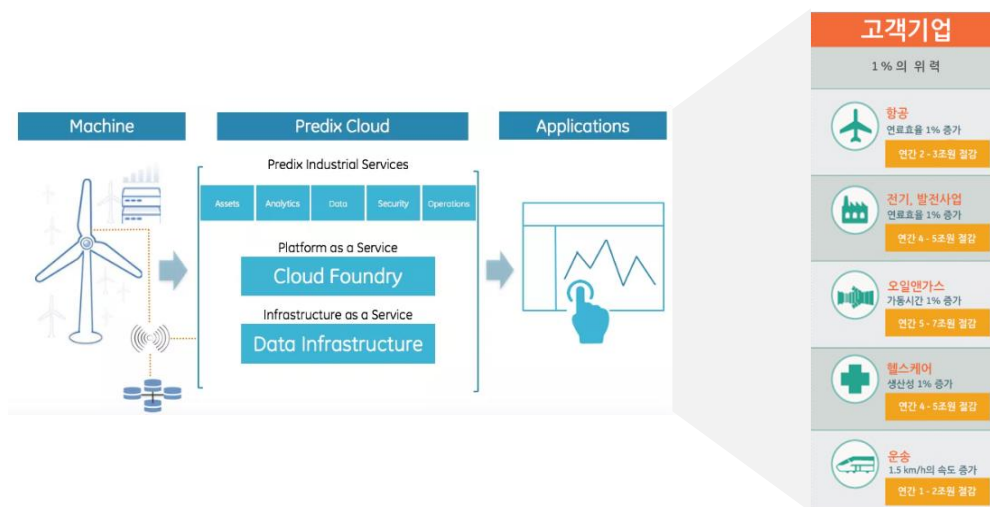 Machine
Predix Cloud
Applications
Predix Industrial Services
Assets
Analytics
Data
Security
Operations
Platform as a Service
Cloud Foundry
Infrastructure as a Service
Data Infrastructure
고객기업
1%의 위력
항공
연료효율 1% 증가
연간 2 - 3조원 절감
전기, 발전사업
연료효율 1% 증가
연간 4 - 5조원 절감
오일앤가스
가동시간 1% 증가
연간 5 - 7조원 절감
헬스케어
생산성 1% 증가
연간 4 - 5조원 절감
운송
1.5 km/h의 속도 증가
연간 1 - 2조원 절감